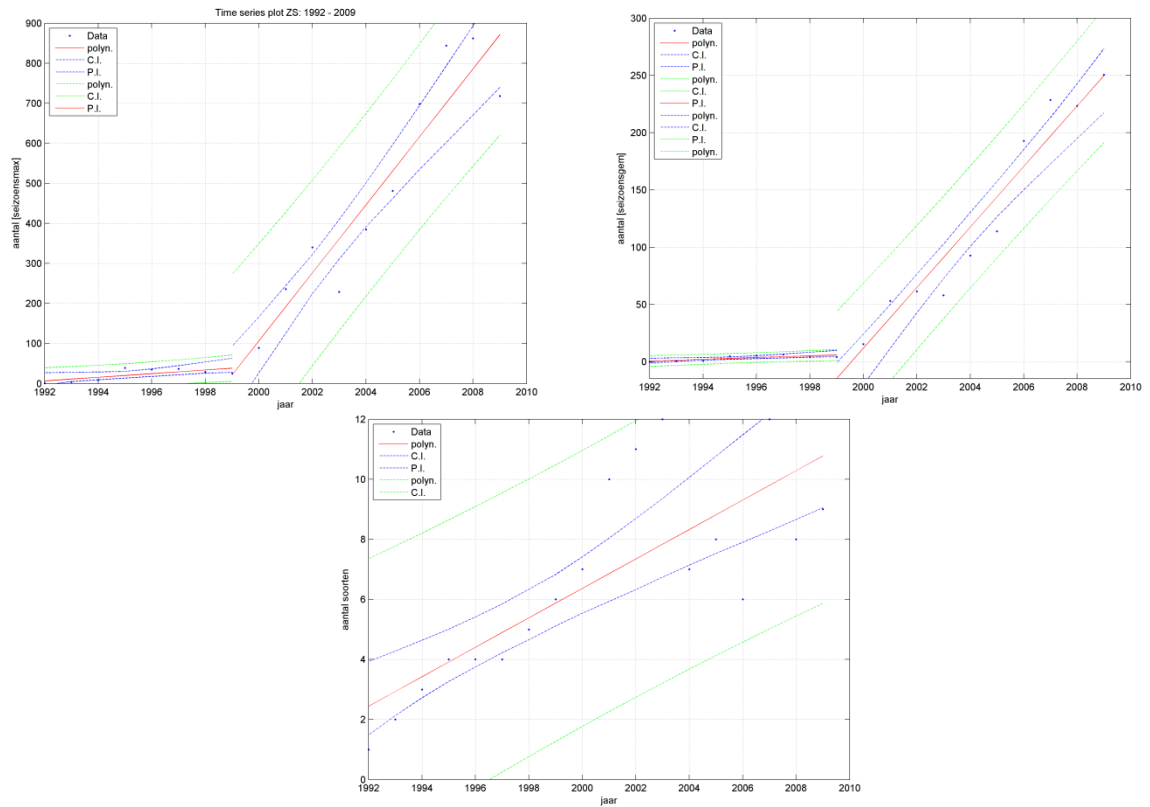 Time series plot ZS: 1992 - 2009
900
800
700
600
500
400
300
200
100
0
aantal [seizoensmax]
Data
polyn.
C.I.
P.I.
polyn.
C.I.
P.I.
1992 1994 1996 1998 2000 2002 2004 2006 2008 2010
jaar
300
250
200
150
100
50
0
aantal [seizoensgem]
Data
polyn.
C.I.
P.I.
polyn.
C.I.
P.I.
polyn.
C.I.
P.I.
polyn.
1992 1994 1996 1998 2000 2002 2004 2006 2008 2010
jaar
12
10
8
6
4
2
0
aantal soorten
Data
polyn.
C.I.
P.I.
polyn.
C.I.
1992 1994 1996 1998 2000 2002 2004 2006 2008 2010
jaar